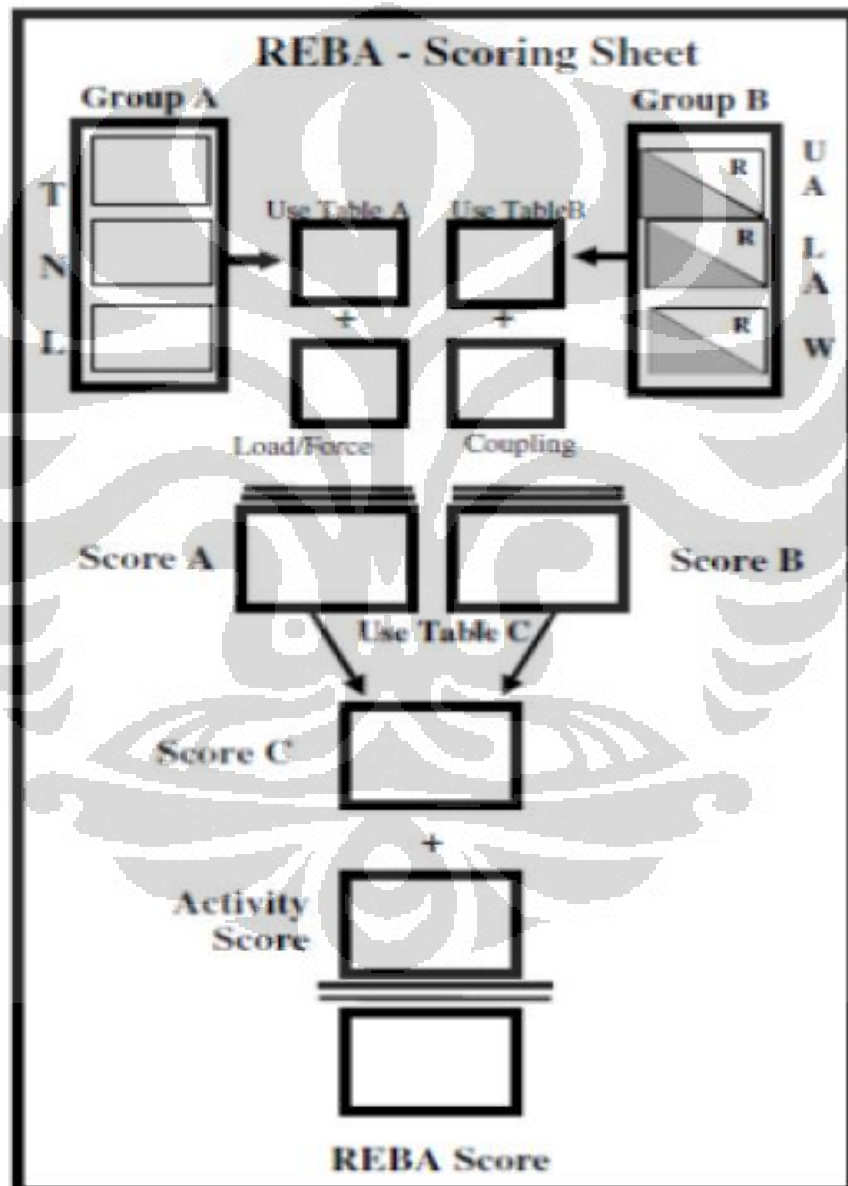 REBA - Scoring Sheet
Group A
Group B
T
N
L
Use Table A
Use TableB
R
R
R
U
A
L
A
W
+
+
Load/Force
Coupling
Score A
Score B
Use Table C
Score C
+
Activity
Score
REBA Score